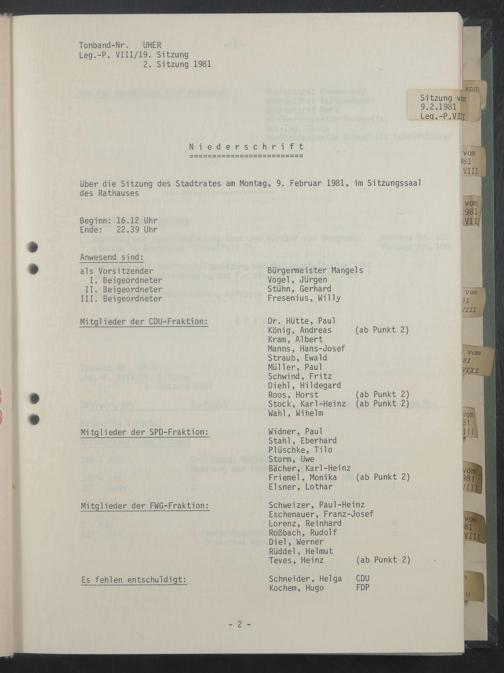 Tonband-Nr. UHER
Leg.-P. VIII/19. Sitzung
2. Sitzung 1981
Sitzung vom
9.2.1981
Leg.-P.VIII
N i e d e r s c h r i f t
=========================
über die Sitzung des Stadtrates am Montag, 9. Februar 1981, im Sitzungssaal
des Rathauses
Beginn: 16.12 Uhr
Ende: 22.39 Uhr
Anwesend sind:
als Vorsitzender Bürgermeister Mangels
I. Beigeordneter Vogel, Jürgen
II. Beigeordneter Stühn, Gerhard
III. Beigeordneter Fresenius, Willy
Mitglieder der CDU-Fraktion: Dr. Hütte, Paul
König, Andreas (ab Punkt 2)
Kram, Albert
Manns, Hans-Josef
Straub, Ewald
Müller, Paul
Schwind, Fritz
Diehl, Hildegard
Roos, Horst (ab Punkt 2)
Stock, Karl-Heinz (ab Punkt 2)
Wahl, Wihelm
Mitglieder der SPD-Fraktion: Widner, Paul
Stahl, Eberhard
Plüschke, Tilo
Storm, Uwe
Bächer, Karl-Heinz
Friemel, Monika (ab Punkt 2)
Elsner, Lothar
Mitglieder der FWG-Fraktion: Schweizer, Paul-Heinz
Eschenauer, Franz-Josef
Lorenz, Reinhard
Roßbach, Rudolf
Diel, Werner
Rüddel, Helmut
Teves, Heinz (ab Punkt 2)
Es fehlen entschuldigt: Schneider, Helga CDU
Kochem, Hugo FDP
- 2 -